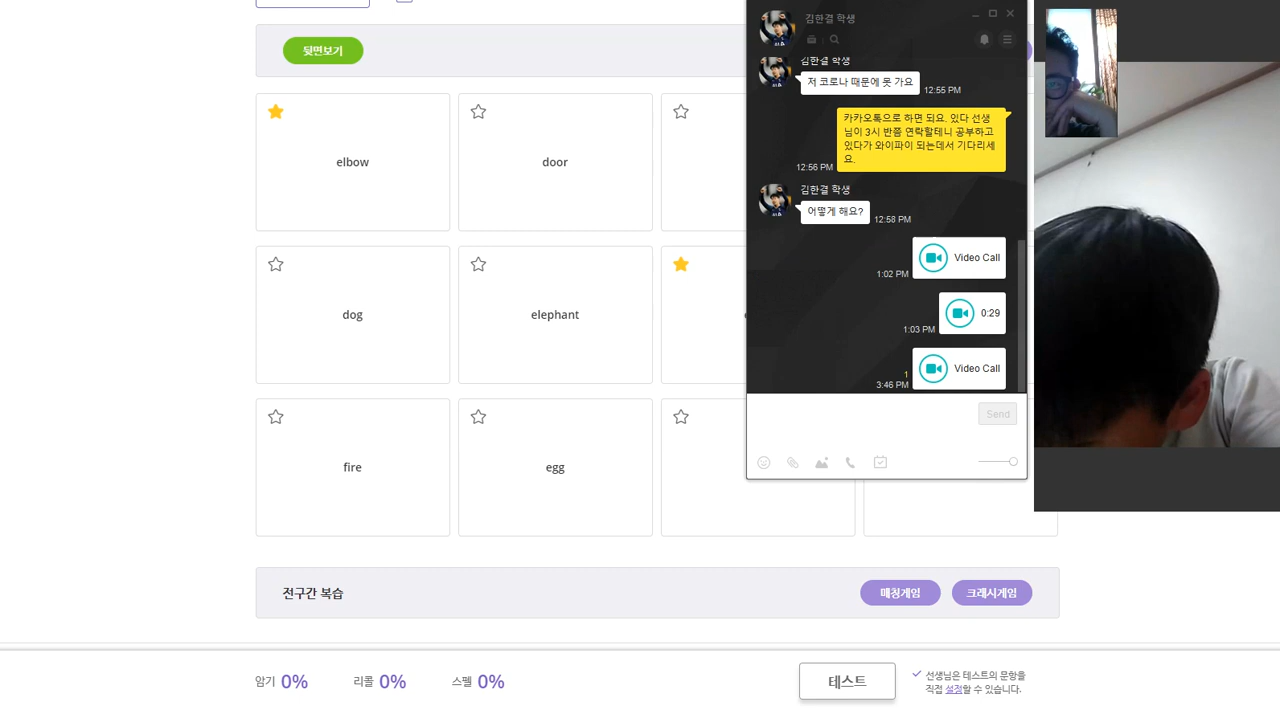 뒷면보기
elbow
door
dog
elephant
fire
egg
전구간 복습
매칭게임
크래시게임
암기 0%
리콜 0%
스펠 0%
테스트
선생님은 테스트의 문항을
직접 설정할 수 있습니다.
김한결 학생
김한결 학생
저 코로나 때문에 못 가요
12:55 PM
카카오톡으로 하면 되요. 있다 선생
님이 3시 반쯤 연락할테니 공부하고
있다가 와이파이 되는데서 기다리세
요.
12:56 PM
김한결 학생
어떻게 해요?
12:58 PM
Video Call
1:02 PM
0:29
1:03 PM
Video Call
1
3:46 PM
Send